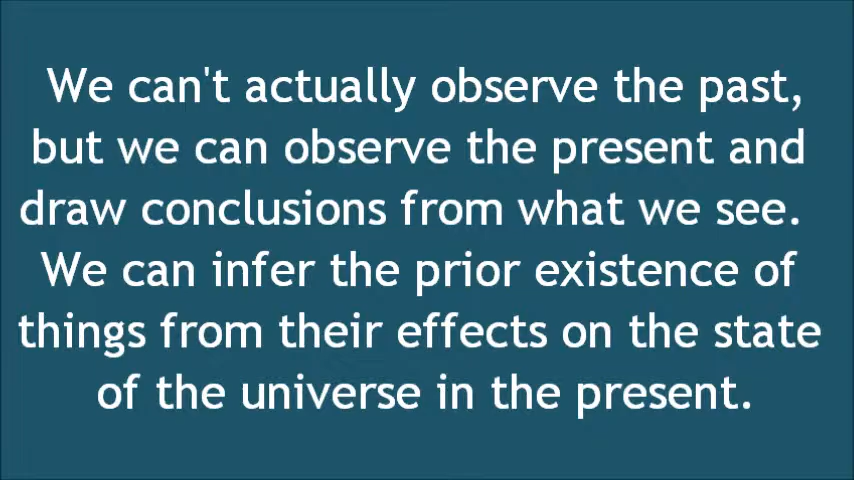 We can't actually observe the past,
but we can observe the present and
draw conclusions from what we see.
We can infer the prior existence of
things from their effects on the state
of the universe in the present.